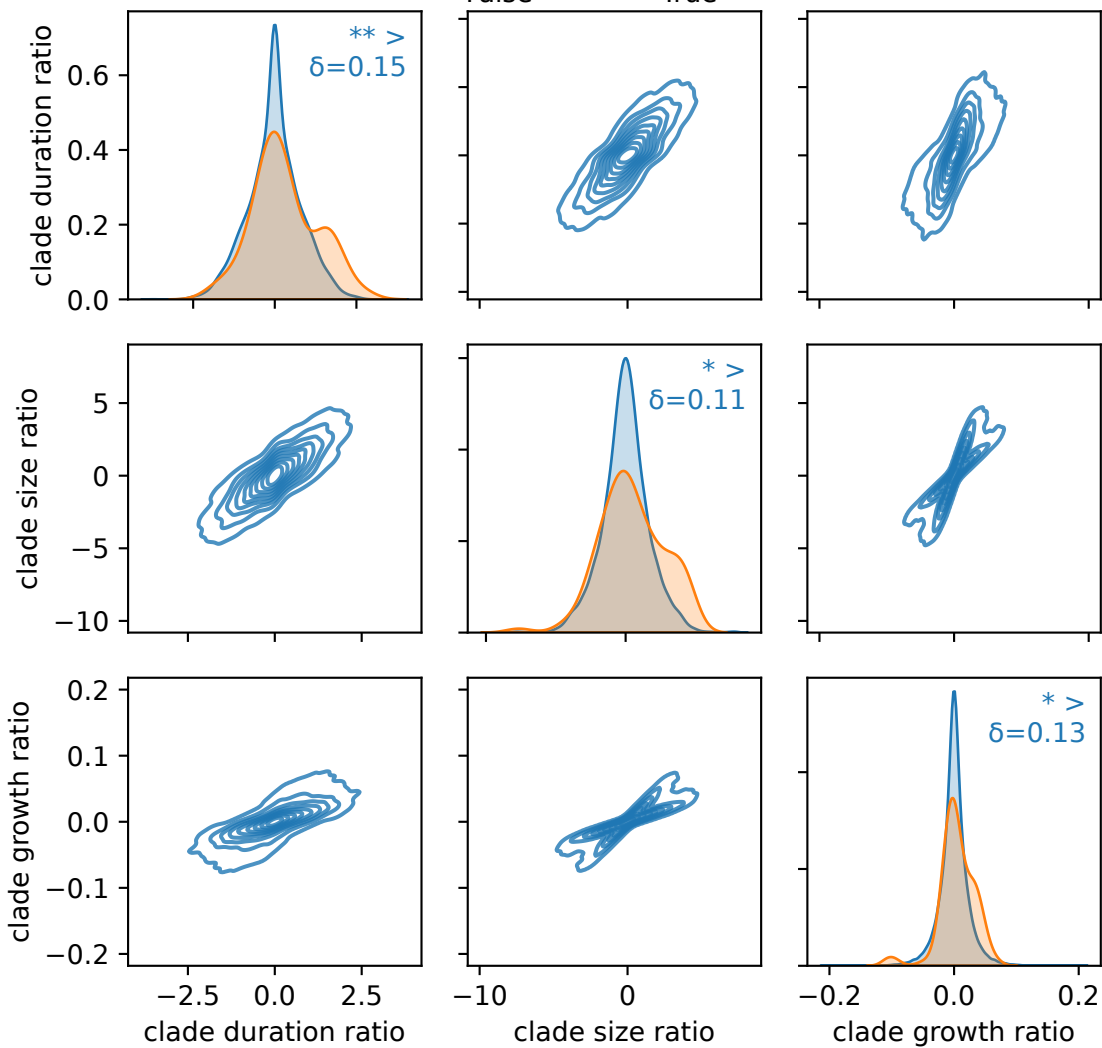 False True
clade duration ratio
** >
δ=0.15
0.6
0.4
0.2
0.0
clade size ratio
5
0
−5
−10
* >
δ=0.11
clade growth ratio
0.2
0.1
0.0
−0.1
−0.2
* >
δ=0.13
−2.5 0.0 2.5 −10 0 −0.2 0.0 0.2
clade duration ratio clade size ratio clade growth ratio